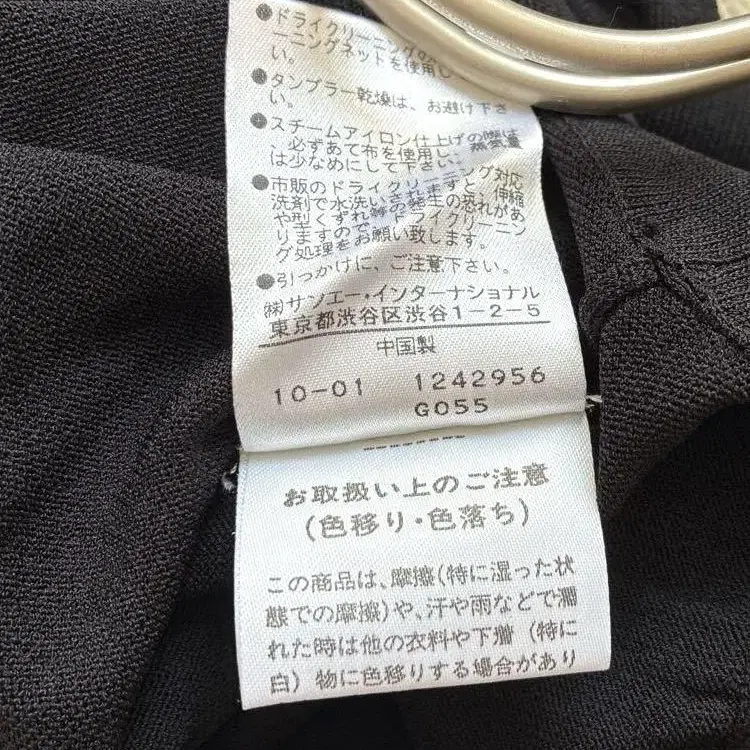 ●ドライクリーニングの
ーニングネットを使用し
い。
●タンブラー乾燥は、お避け下さ
い。
●スチームアイロン仕上げの際は
、必ずあて布を使用し、蒸気量
は少なめにして下さい。
●市販のドライクリーニング対応
洗剤で水洗いされますと、伸縮
や型くずれ等の発生の恐れがあ
りますので、ドライクリーニン
グ処理をお願い致します。
●引っかけに、ご注意下さい。
㈱サンエー・インターナショナル
東京都渋谷区渋谷1-2-5
中国製
10-01 1242956
G055
お取扱い上のご注意
(色移り・色落ち)
この商品は、摩擦(特に湿った状
態での摩擦)や、汗や雨などで濡
れた時は他の衣料や下着(特に
白)物に色移りする場合があり